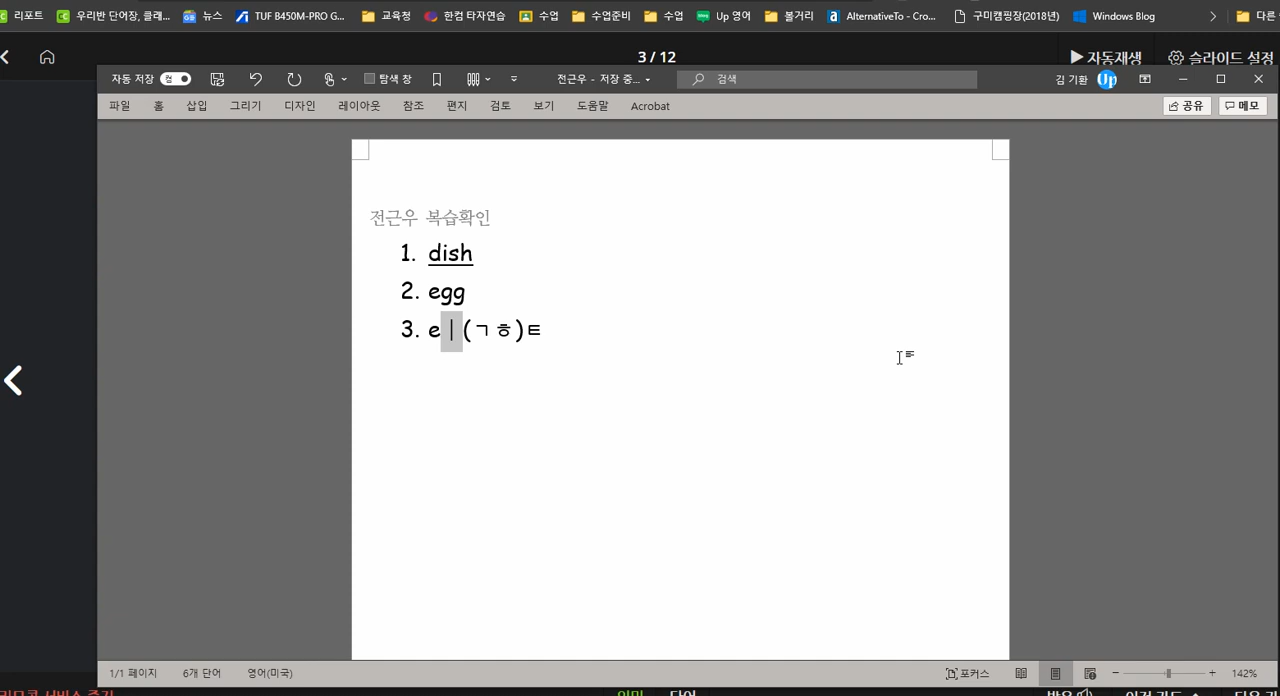 리포트 우리반 단어장, 클래... 뉴스 TUF B450M-PRO G... 교육청 한컴 타자연습 수업 수업준비 수업 Up 영어 볼거리 AlternativeTo - Cro... 구미캠핑장(2018년) Windows Blog 다른
3 / 12 자동재생 슬라이드 설정
자동 저장 컴 탐색 창 전근우 - 저장 중... 검색 김 기환 Up
파일 홈 삽입 그리기 디자인 레이아웃 참조 편지 검토 보기 도움말 Acrobat 공유 메모
전근우 복습확인
1. dish
2. egg
3. eㅣ(ㄱㅎ)ㅌ
1/1 페이지 6개 단어 영어(미국) 포커스 142%
단어